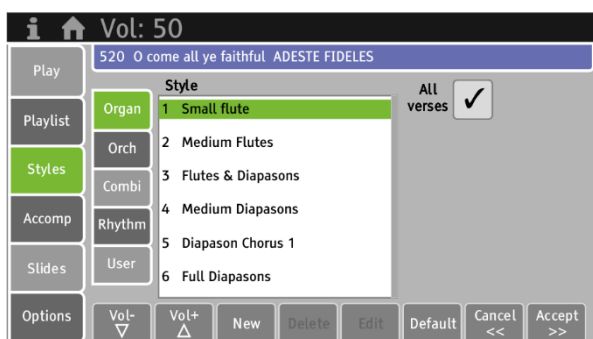 i Vol: 50
520 O come all ye faithful ADESTE FIDELES
Play
Playlist
Styles
Accomp
Slides
Options
Organ
Orch
Combi
Rhythm
User
Style
1 Small flute
2 Medium Flutes
3 Flutes & Diapasons
4 Medium Diapasons
5 Diapason Chorus 1
6 Full Diapasons
All
verses ✓
Vol-
▽
Vol+
△
New
Delete
Edit
Default
Cancel
<<
Accept
>>